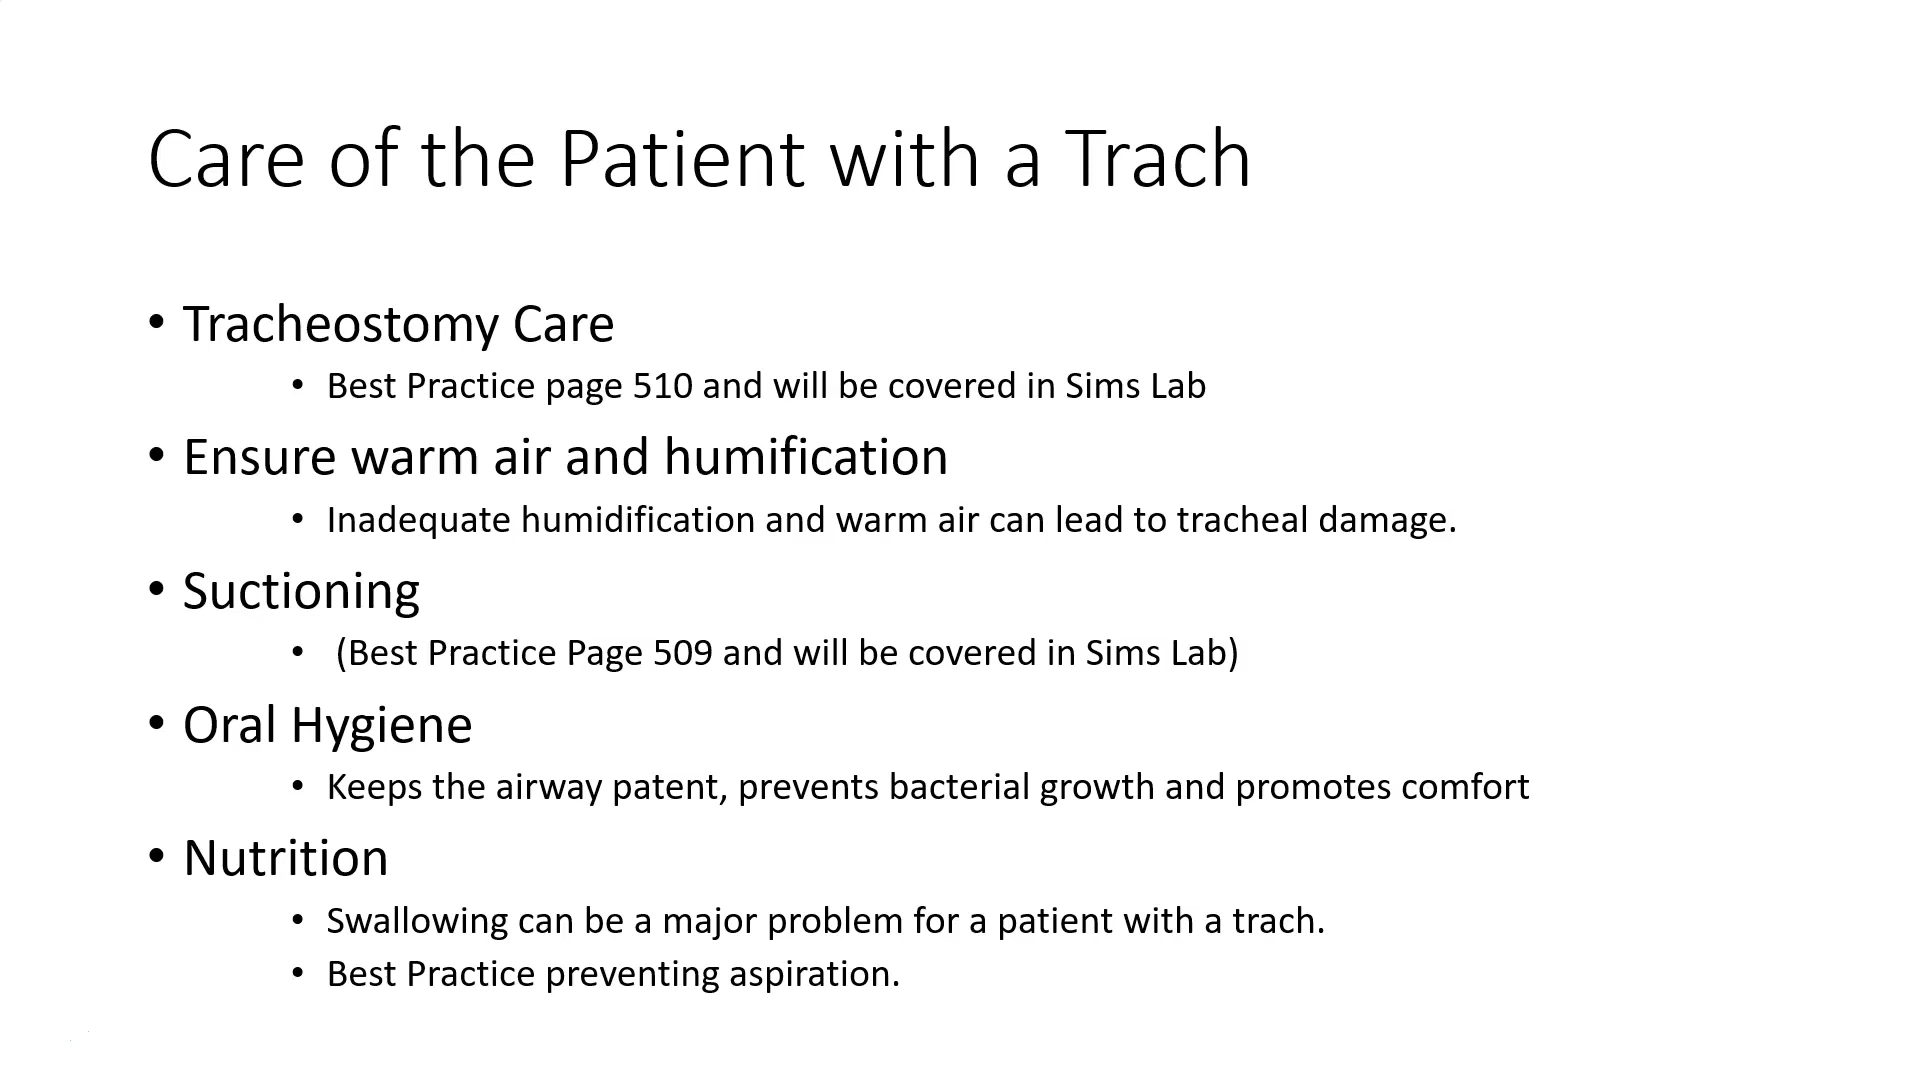 Care of the Patient with a Trach
• Tracheostomy Care
• Best Practice page 510 and will be covered in Sims Lab
• Ensure warm air and humification
• Inadequate humidification and warm air can lead to tracheal damage.
• Suctioning
• (Best Practice Page 509 and will be covered in Sims Lab)
• Oral Hygiene
• Keeps the airway patent, prevents bacterial growth and promotes comfort
• Nutrition
• Swallowing can be a major problem for a patient with a trach.
• Best Practice preventing aspiration.